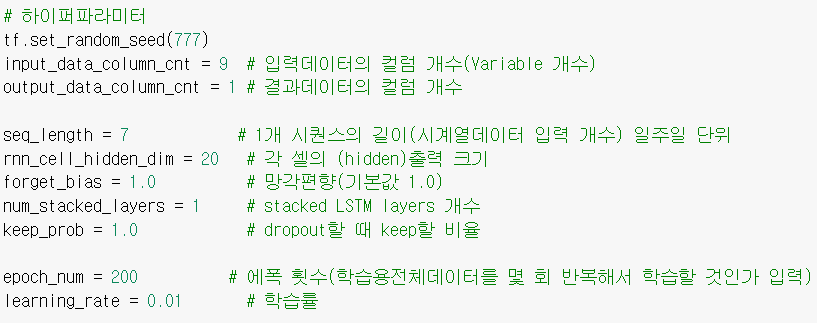 # 하이퍼파라미터
tf.set_random_seed(777)
input_data_column_cnt = 9  # 입력데이터의 컬럼 개수(Variable 개수)
output_data_column_cnt = 1 # 결과데이터의 컬럼 개수
seq_length = 7            # 1개 시퀀스의 길이(시계열데이터 입력 개수) 일주일 단위
rnn_cell_hidden_dim = 20   # 각 셀의 (hidden)출력 크기
forget_bias = 1.0          # 망각편향(기본값 1.0)
num_stacked_layers = 1     # stacked LSTM layers 개수
keep_prob = 1.0            # dropout할 때 keep할 비율
epoch_num = 200          # 에폭 횟수(학습용전체데이터를 몇 회 반복해서 학습할 것인가 입력)
learning_rate = 0.01       # 학습률